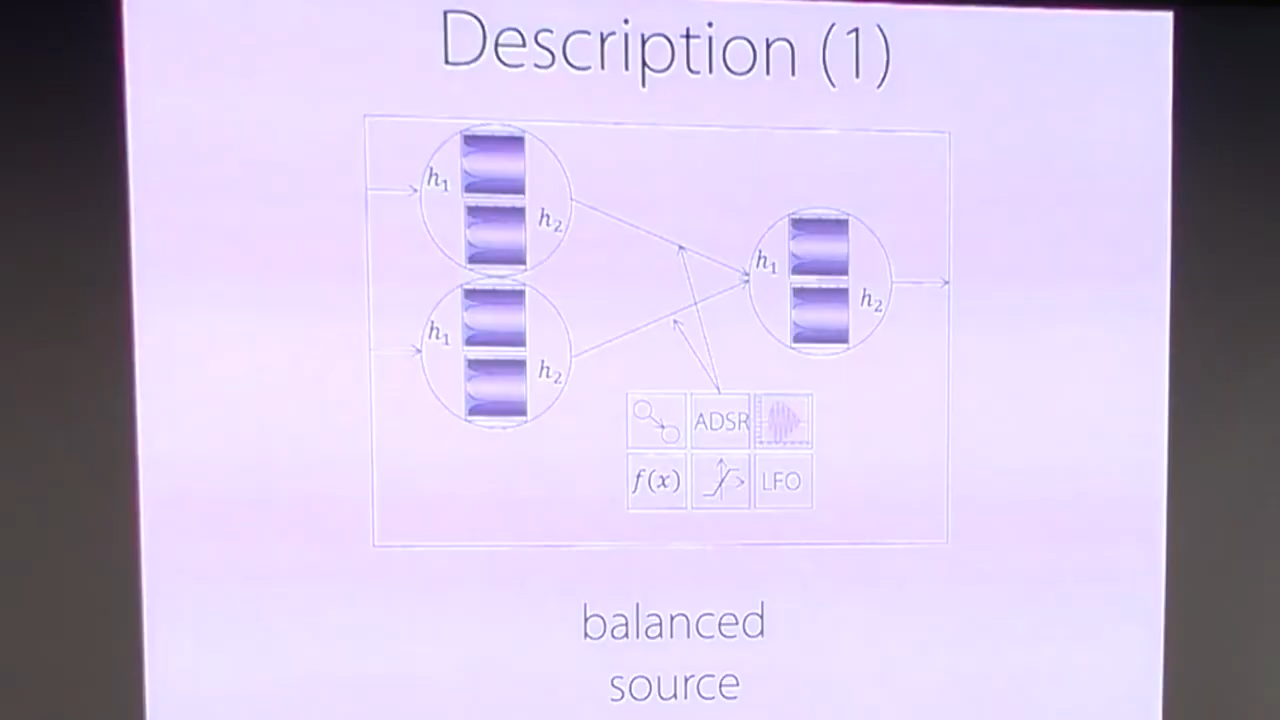 Description (1)
h₁
h₂
h₁
h₂
h₁
h₂
ADSR
f(x)
LFO
balanced
source